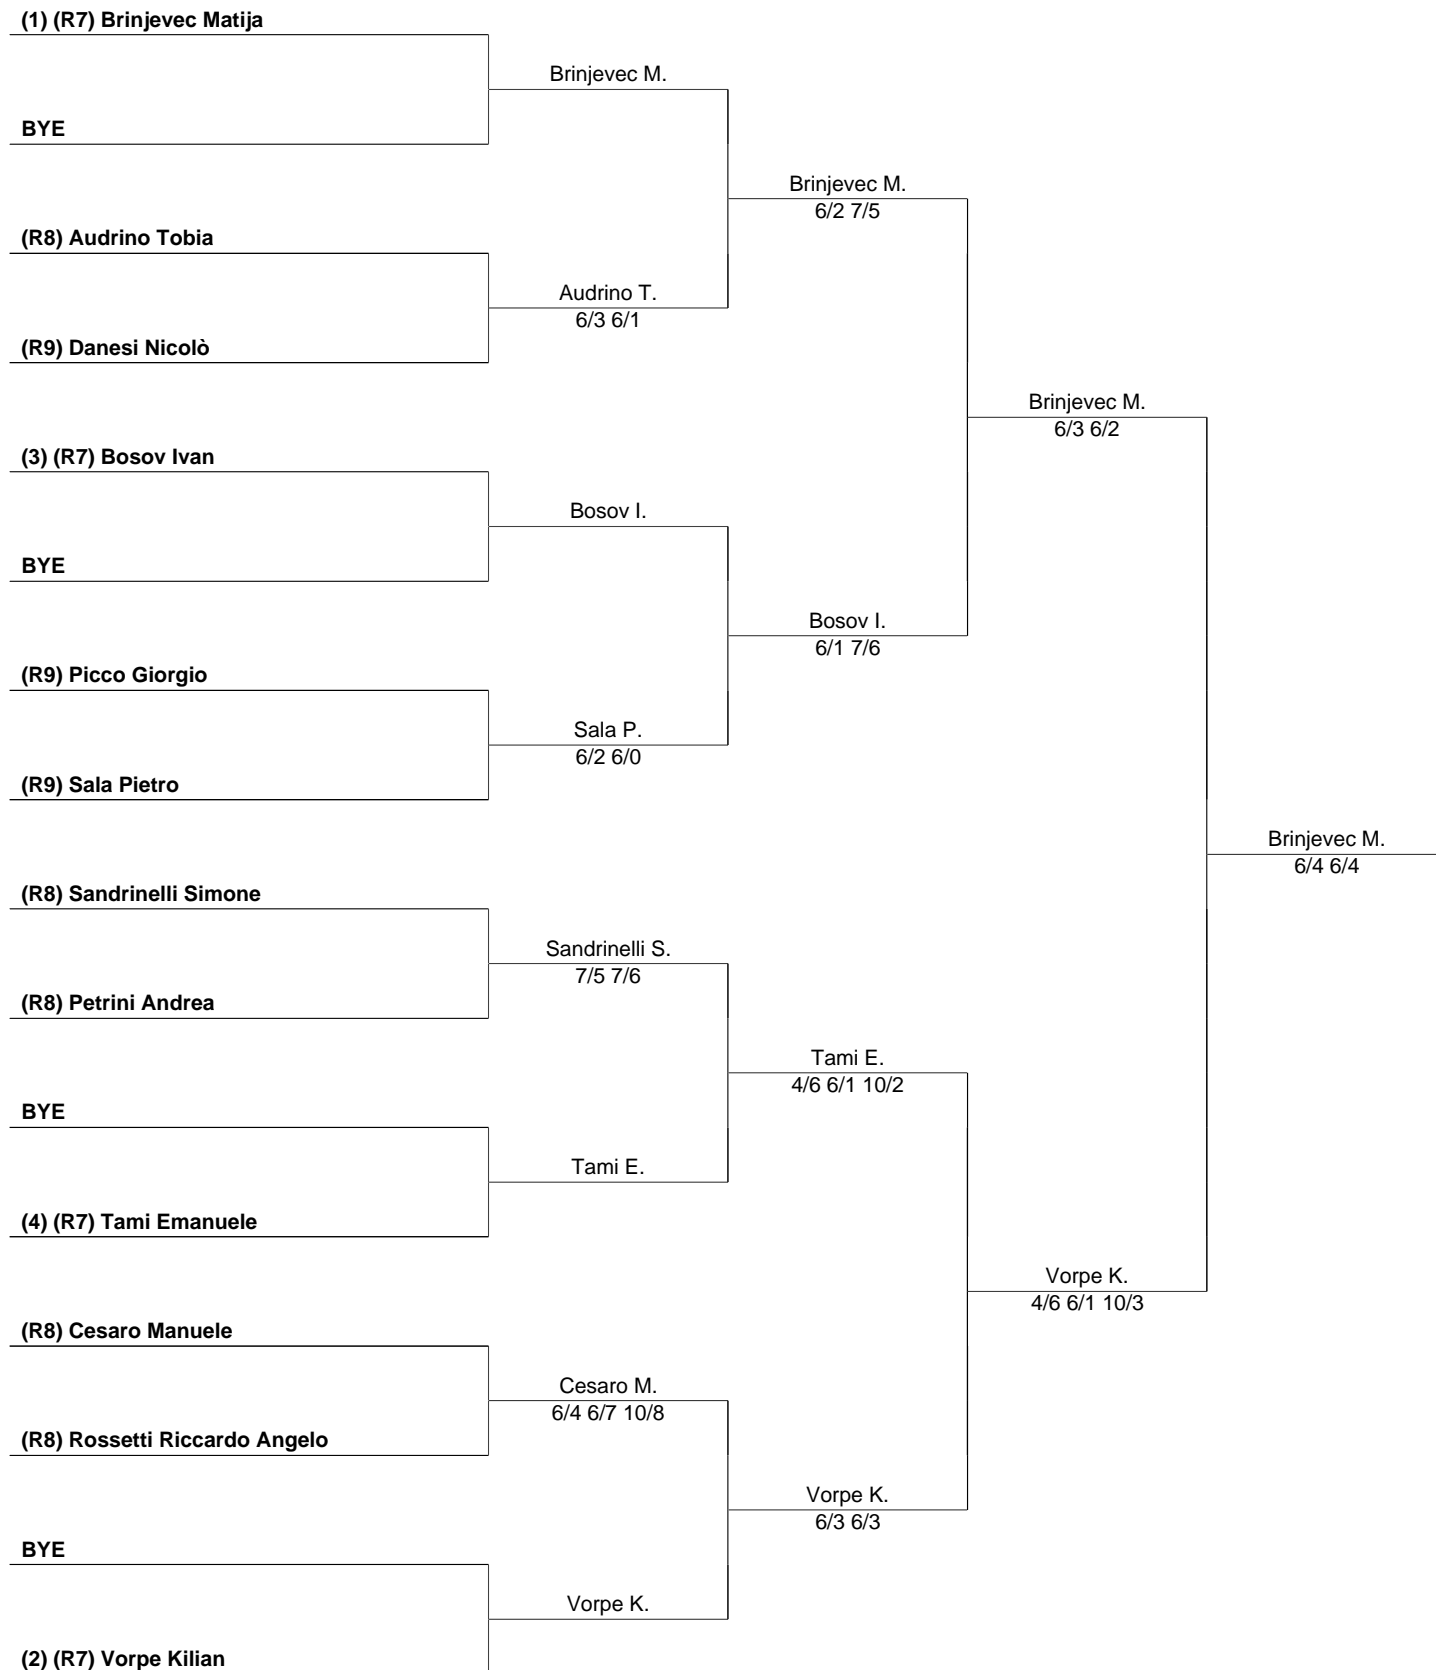 (1) (R7) Brinjevec Matija
Brinjevec M.
BYE
Brinjevec M.
6/2 7/5
(R8) Audrino Tobia
Audrino T.
6/3 6/1
(R9) Danesi Nicolò
Brinjevec M.
6/3 6/2
(3) (R7) Bosov Ivan
Bosov I.
BYE
Bosov I.
6/1 7/6
(R9) Picco Giorgio
Sala P.
6/2 6/0
(R9) Sala Pietro
Brinjevec M.
6/4 6/4
(R8) Sandrinelli Simone
Sandrinelli S.
7/5 7/6
(R8) Petrini Andrea
Tami E.
4/6 6/1 10/2
BYE
Tami E.
(4) (R7) Tami Emanuele
Vorpe K.
4/6 6/1 10/3
(R8) Cesaro Manuele
Cesaro M.
6/4 6/7 10/8
(R8) Rossetti Riccardo Angelo
Vorpe K.
6/3 6/3
BYE
Vorpe K.
(2) (R7) Vorpe Kilian